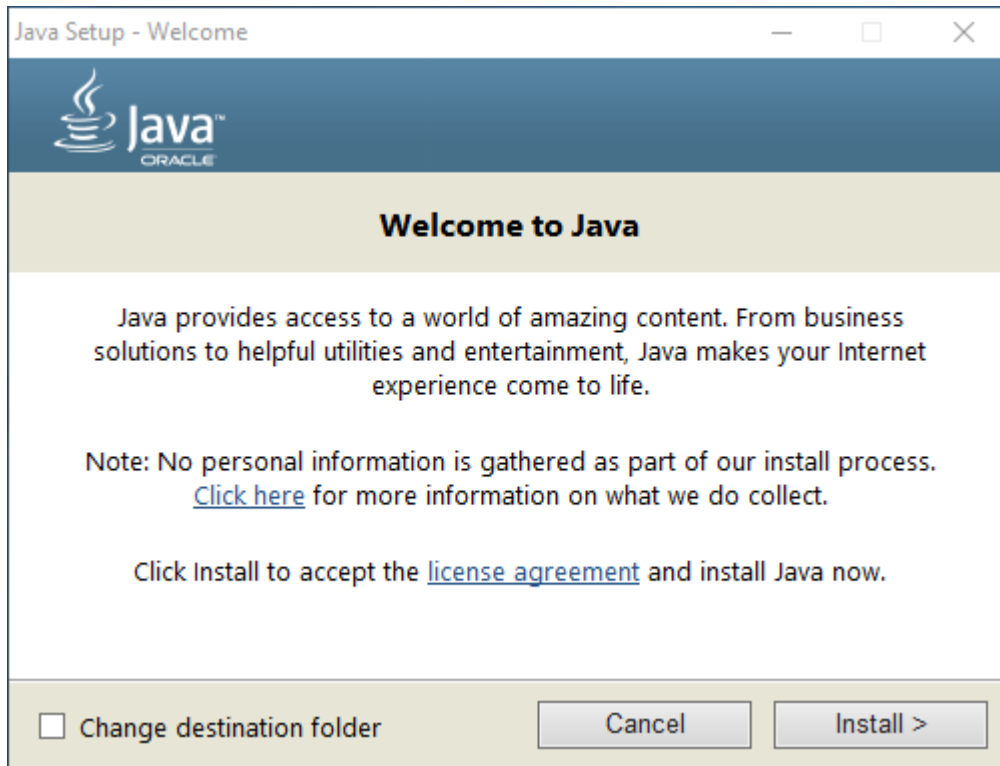 Java Setup - Welcome
Java™
ORACLE
Welcome to Java
Java provides access to a world of amazing content. From business
solutions to helpful utilities and entertainment, Java makes your Internet
experience come to life.
Note: No personal information is gathered as part of our install process.
Click here for more information on what we do collect.
Click Install to accept the license agreement and install Java now.
Change destination folder
Cancel
Install >